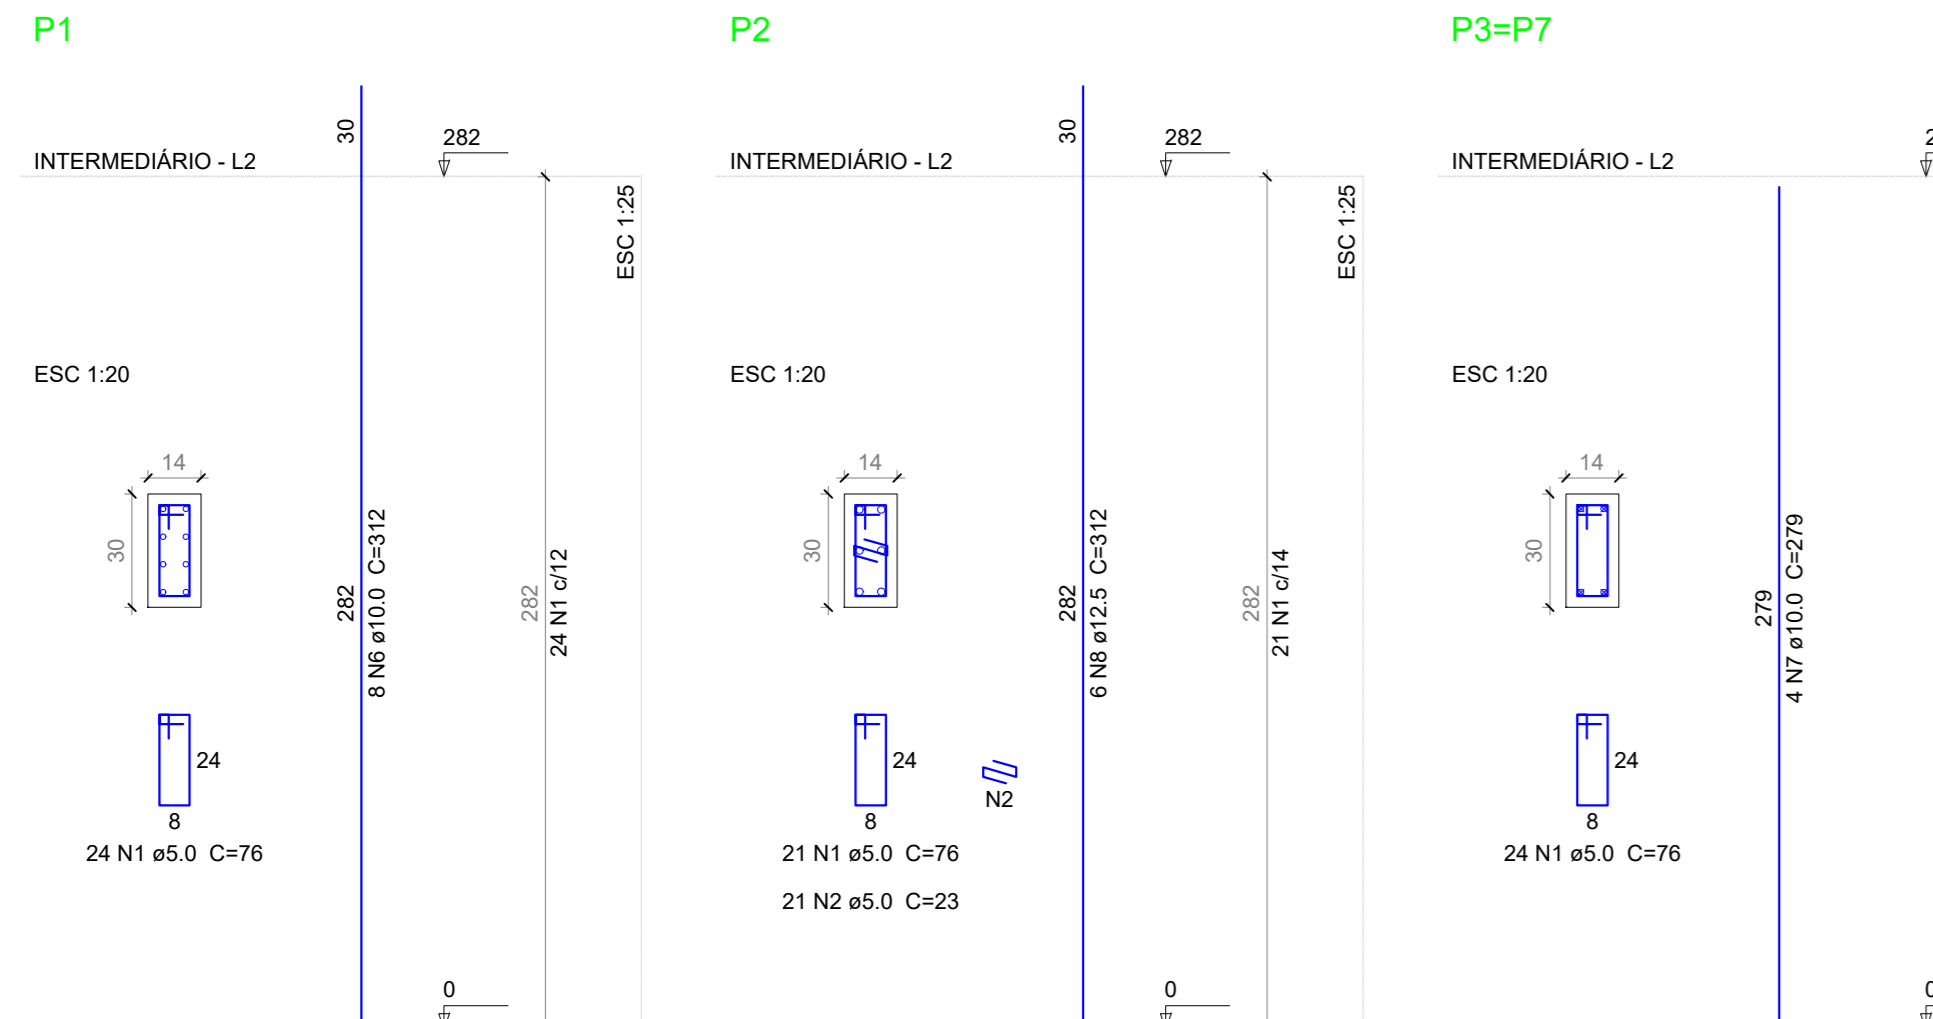 P1
30
282
INTERMEDIÁRIO - L2
ESC 1:25
ESC 1:20
14
30
282
8 N6 ø10.0 C=312
282
24 N1 c/12
24
8
24 N1 ø5.0 C=76
0
P2
30
282
INTERMEDIÁRIO - L2
ESC 1:25
ESC 1:20
14
30
282
6 N8 ø12.5 C=312
282
21 N1 c/14
24
8
N2
21 N1 ø5.0 C=76
21 N2 ø5.0 C=23
0
P3=P7
INTERMEDIÁRIO - L2
ESC 1:20
14
30
279
4 N7 ø10.0 C=279
24
8
24 N1 ø5.0 C=76